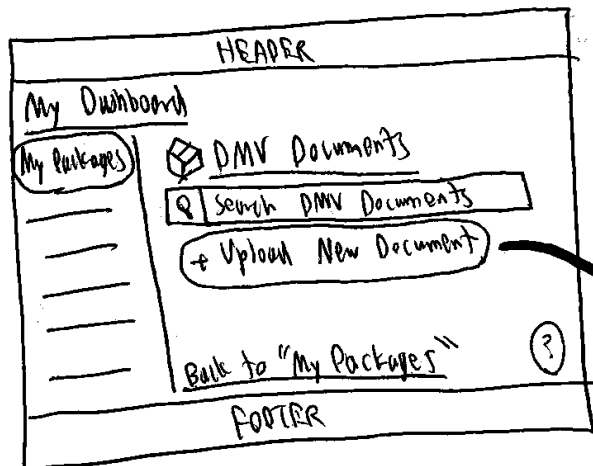 HEADER
My Dashboard
My Packages
DMV Documents
Search DMV Documents
+ Upload New Document
Back to "My Packages"
?
FOOTER